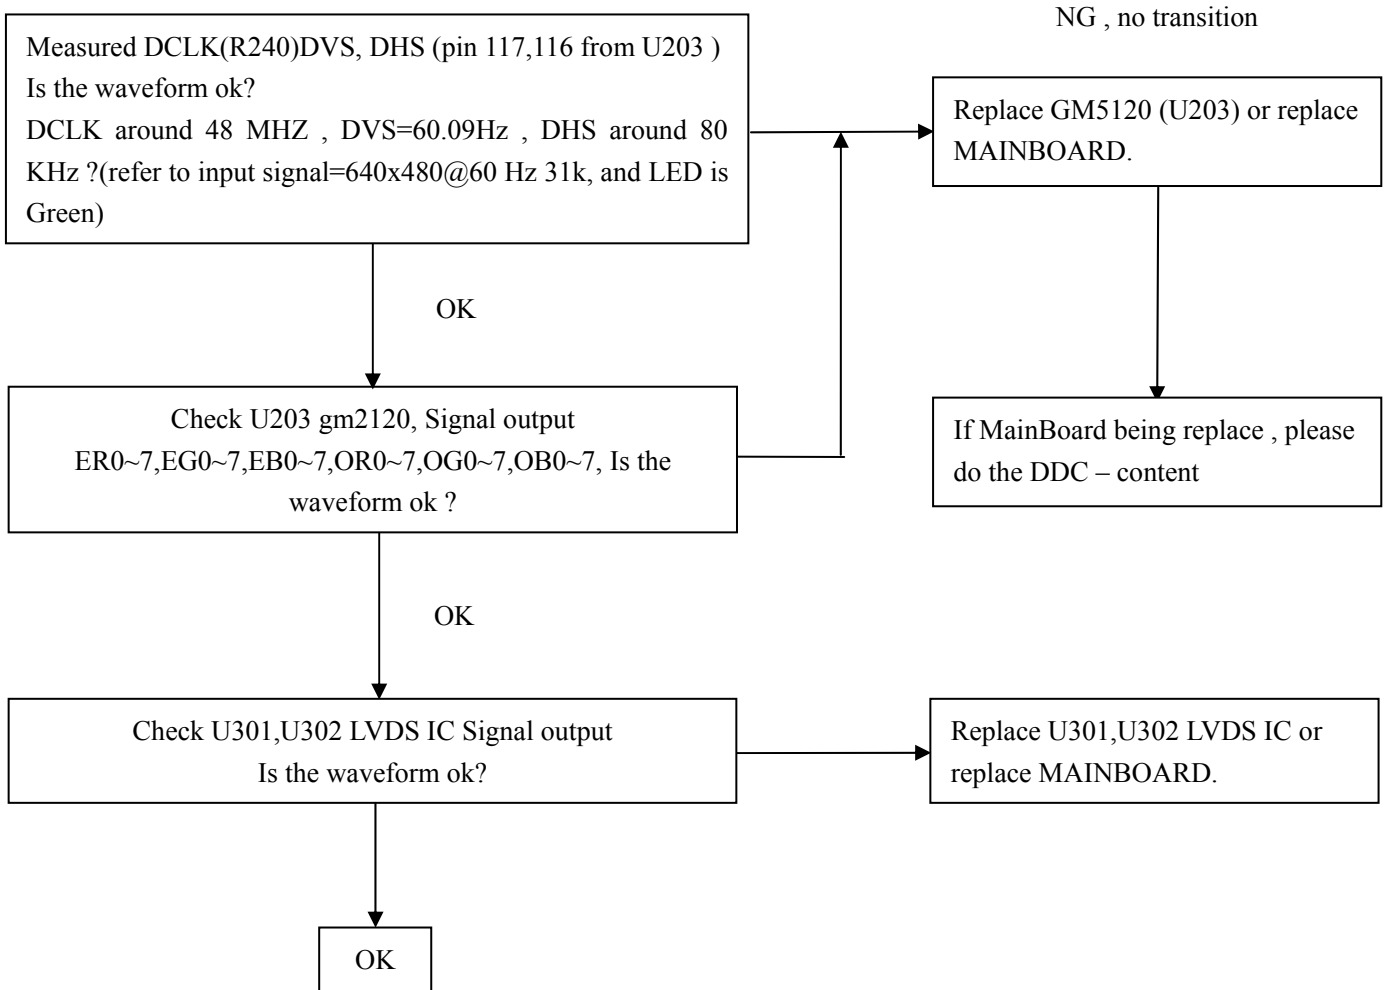 NG , no transition
Measured DCLK(R240)DVS, DHS (pin 117,116 from U203 )
Is the waveform ok?
DCLK around 48 MHZ , DVS=60.09Hz , DHS around 80
KHz ?(refer to input signal=640x480@60 Hz 31k, and LED is
Green)
Replace GM5120 (U203) or replace
MAINBOARD.
OK
Check U203 gm2120, Signal output
ER0~7,EG0~7,EB0~7,OR0~7,OG0~7,OB0~7, Is the
waveform ok ?
If MainBoard being replace , please
do the DDC – content
OK
Check U301,U302 LVDS IC Signal output
Is the waveform ok?
Replace U301,U302 LVDS IC or
replace MAINBOARD.
OK